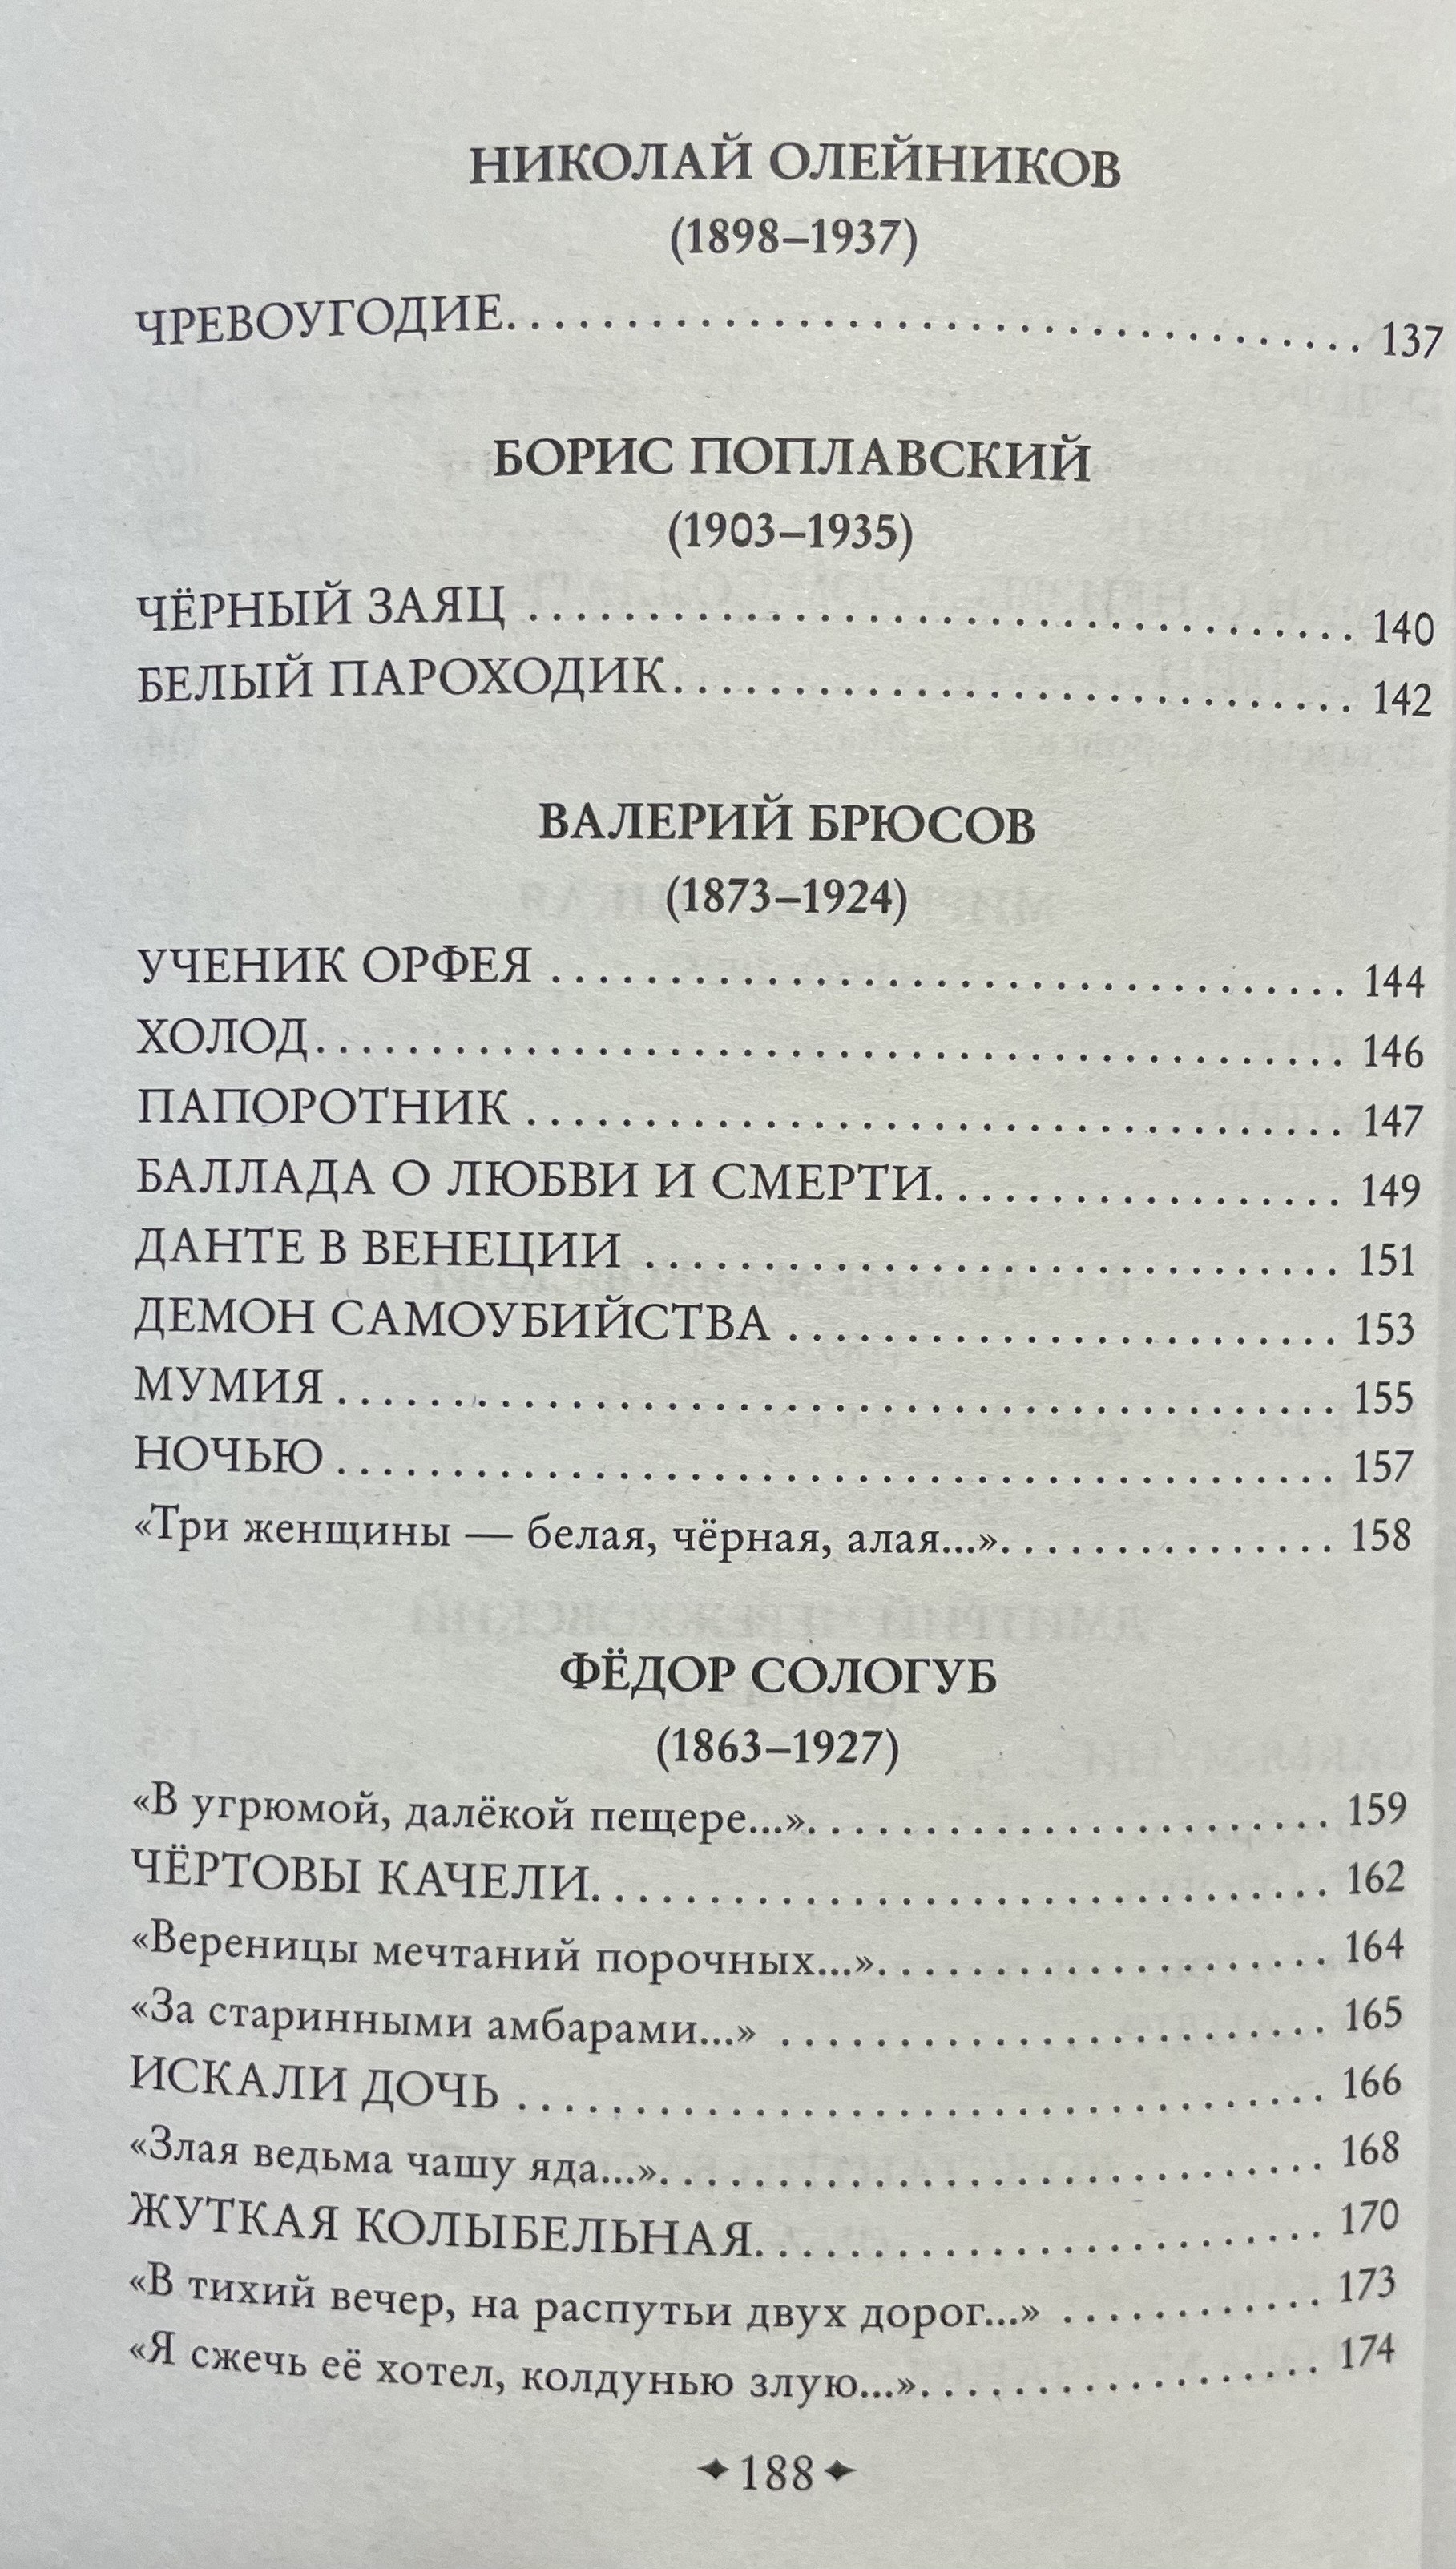 НИКОЛАЙ ОЛЕЙНИКОВ
(1898–1937)
ЧРЕВОУГОДИЕ. . . . . . . . . . . . . . . . . . . . . . . . . . . . . . . . . . . . . 137
БОРИС ПОПЛАВСКИЙ
(1903–1935)
ЧЁРНЫЙ ЗАЯЦ . . . . . . . . . . . . . . . . . . . . . . . . . . . . . . . . . . . . 140
БЕЛЫЙ ПАРОХОДИК. . . . . . . . . . . . . . . . . . . . . . . . . . . . . . 142
ВАЛЕРИЙ БРЮСОВ
(1873–1924)
УЧЕНИК ОРФЕЯ . . . . . . . . . . . . . . . . . . . . . . . . . . . . . . . . . . . 144
ХОЛОД. . . . . . . . . . . . . . . . . . . . . . . . . . . . . . . . . . . . . . . . . . . . . 146
ПАПОРОТНИК . . . . . . . . . . . . . . . . . . . . . . . . . . . . . . . . . . . . 147
БАЛЛАДА О ЛЮБВИ И СМЕРТИ. . . . . . . . . . . . . . . . . . 149
ДАНТЕ В ВЕНЕЦИИ . . . . . . . . . . . . . . . . . . . . . . . . . . . . . . 151
ДЕМОН САМОУБИЙСТВА . . . . . . . . . . . . . . . . . . . . . . . . 153
МУМИЯ . . . . . . . . . . . . . . . . . . . . . . . . . . . . . . . . . . . . . . . . . . . 155
НОЧЬЮ . . . . . . . . . . . . . . . . . . . . . . . . . . . . . . . . . . . . . . . . . . . 157
«Три женщины — белая, чёрная, алая...». . . . . . . . . . . . . . . 158
ФЁДОР СОЛОГУБ
(1863–1927)
«В угрюмой, далёкой пещере...». . . . . . . . . . . . . . . . . . . . . . . 159
ЧЁРТОВЫ КАЧЕЛИ. . . . . . . . . . . . . . . . . . . . . . . . . . . . . . . . 162
«Вереницы мечтаний порочных...». . . . . . . . . . . . . . . . . . . . 164
«За старинными амбарами...» . . . . . . . . . . . . . . . . . . . . . . . . 165
ИСКАЛИ ДОЧЬ . . . . . . . . . . . . . . . . . . . . . . . . . . . . . . . . . . . 166
«Злая ведьма чашу яда...». . . . . . . . . . . . . . . . . . . . . . . . . . . . . 168
ЖУТКАЯ КОЛЫБЕЛЬНАЯ. . . . . . . . . . . . . . . . . . . . . . . . . 170
«В тихий вечер, на распутьи двух дорог...» . . . . . . . . . . . . 173
«Я сжечь её хотел, колдунью злую...». . . . . . . . . . . . . . . . . . 174
✦188✦